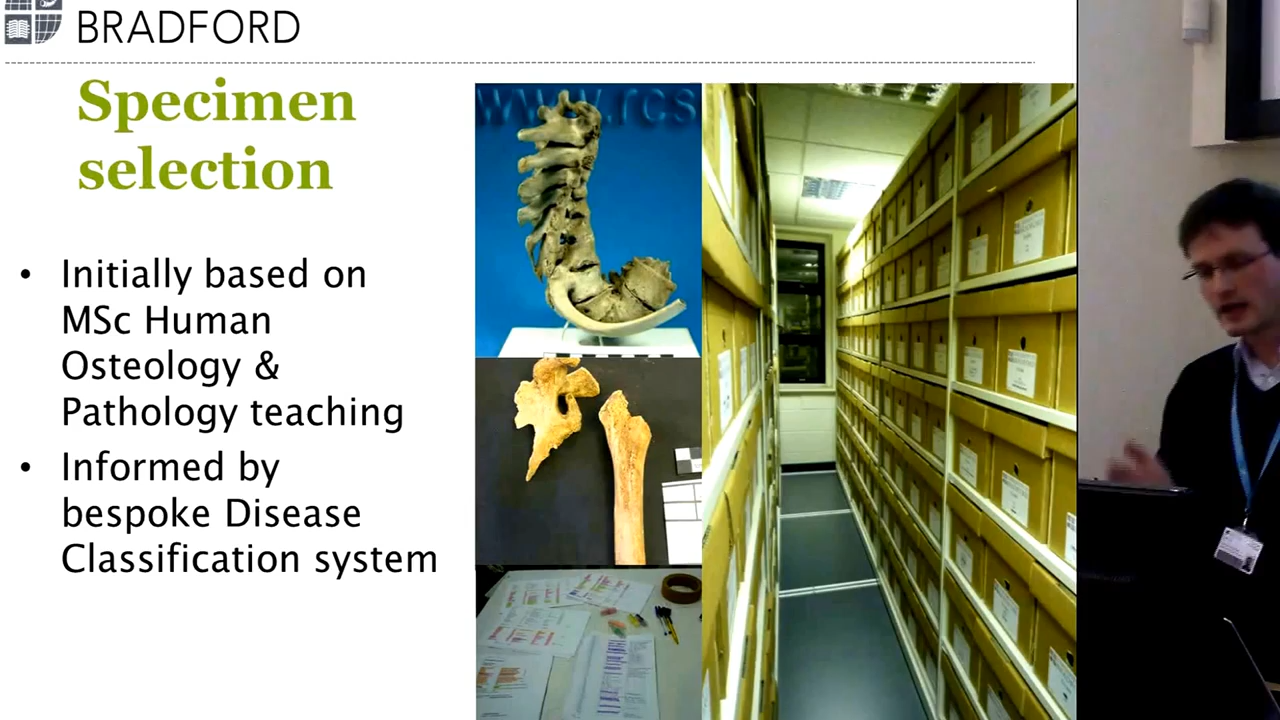 BRADFORD
Specimen
selection
www.rcs
• Initially based on
MSc Human
Osteology &
Pathology teaching
• Informed by
bespoke Disease
Classification system